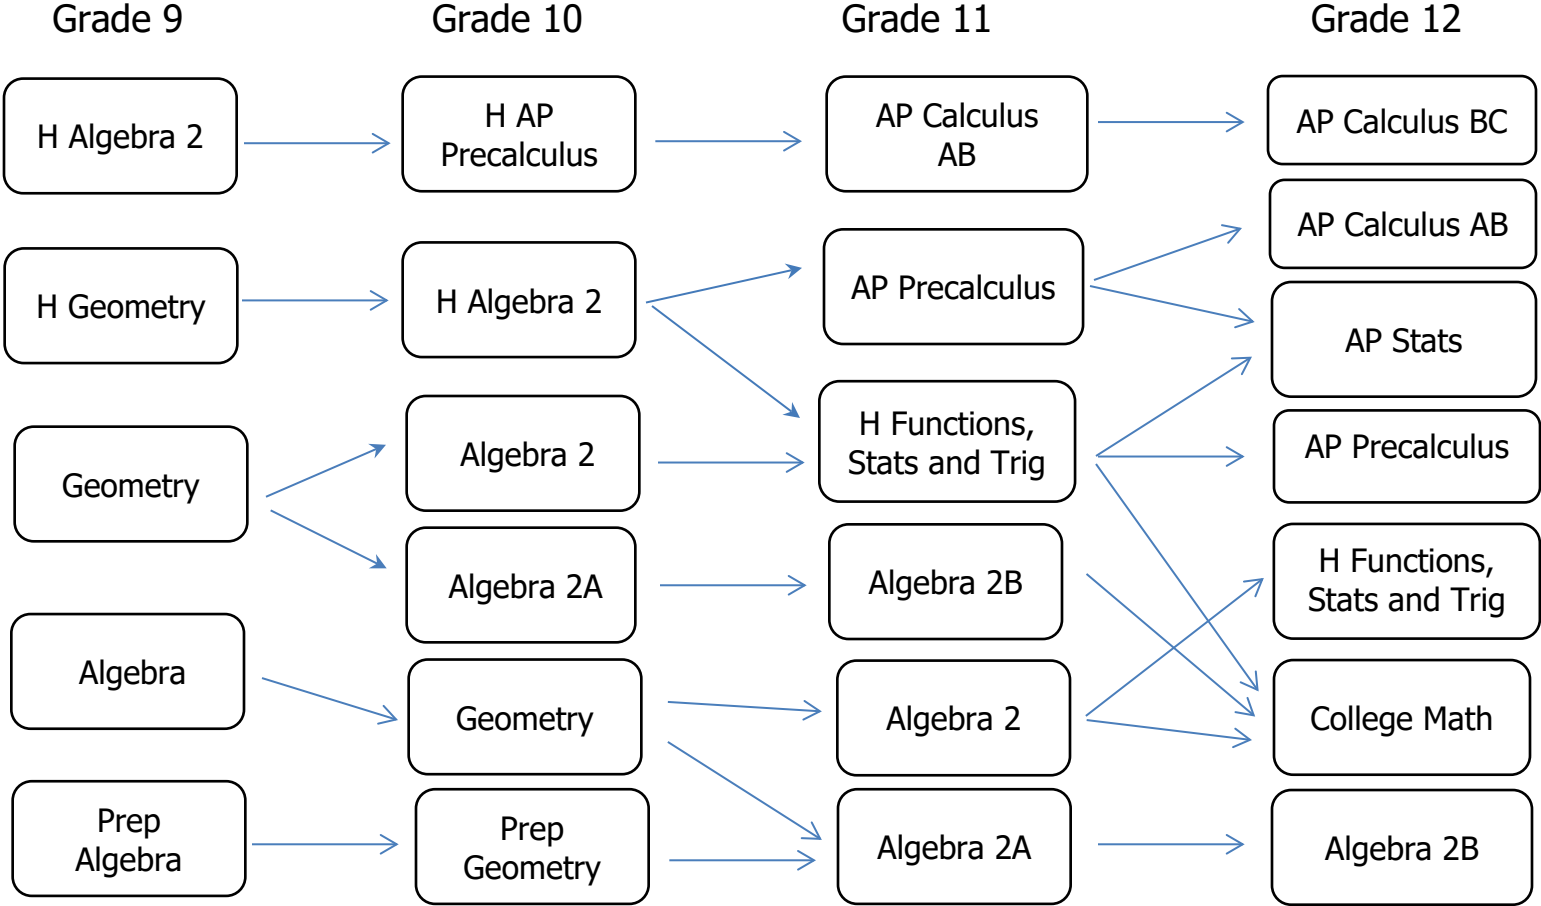 Grade 9
Grade 10
Grade 11
Grade 12
H Algebra 2
H AP
Precalculus
AP Calculus
AB
AP Calculus BC
AP Calculus AB
H Geometry
H Algebra 2
AP Precalculus
AP Stats
Geometry
Algebra 2
H Functions,
Stats and Trig
AP Precalculus
Algebra 2A
Algebra 2B
H Functions,
Stats and Trig
Algebra
Geometry
Algebra 2
College Math
Prep
Algebra
Prep
Geometry
Algebra 2A
Algebra 2B